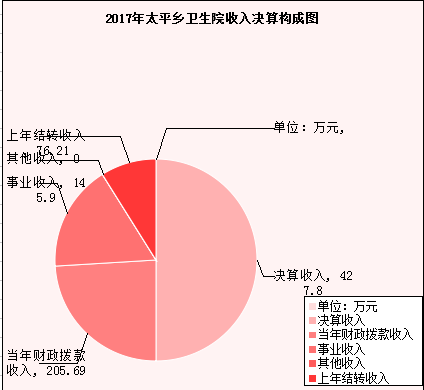 2017年太平乡卫生院收入决算构成图
单位：万元，
上年结转收入
76.21
其他收入，0
事业收入，14
5.9
决算收入，42
7.8
当年财政拨款
收入，205.69
单位：万元
决算收入
当年财政拨款收入
事业收入
其他收入
上年结转收入